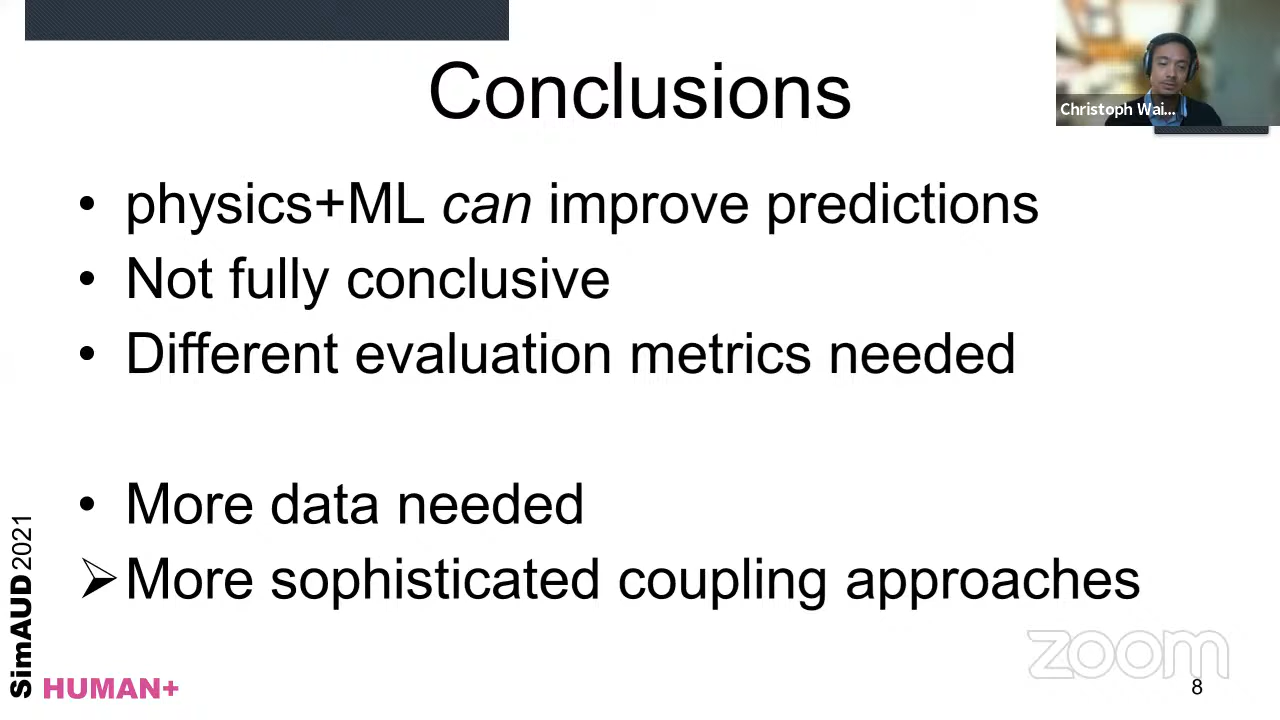 Conclusions
Christoph Wai...
• physics+ML can improve predictions
• Not fully conclusive
• Different evaluation metrics needed
• More data needed
➢ More sophisticated coupling approaches
SimAUD 2021
HUMAN+
zoom
8